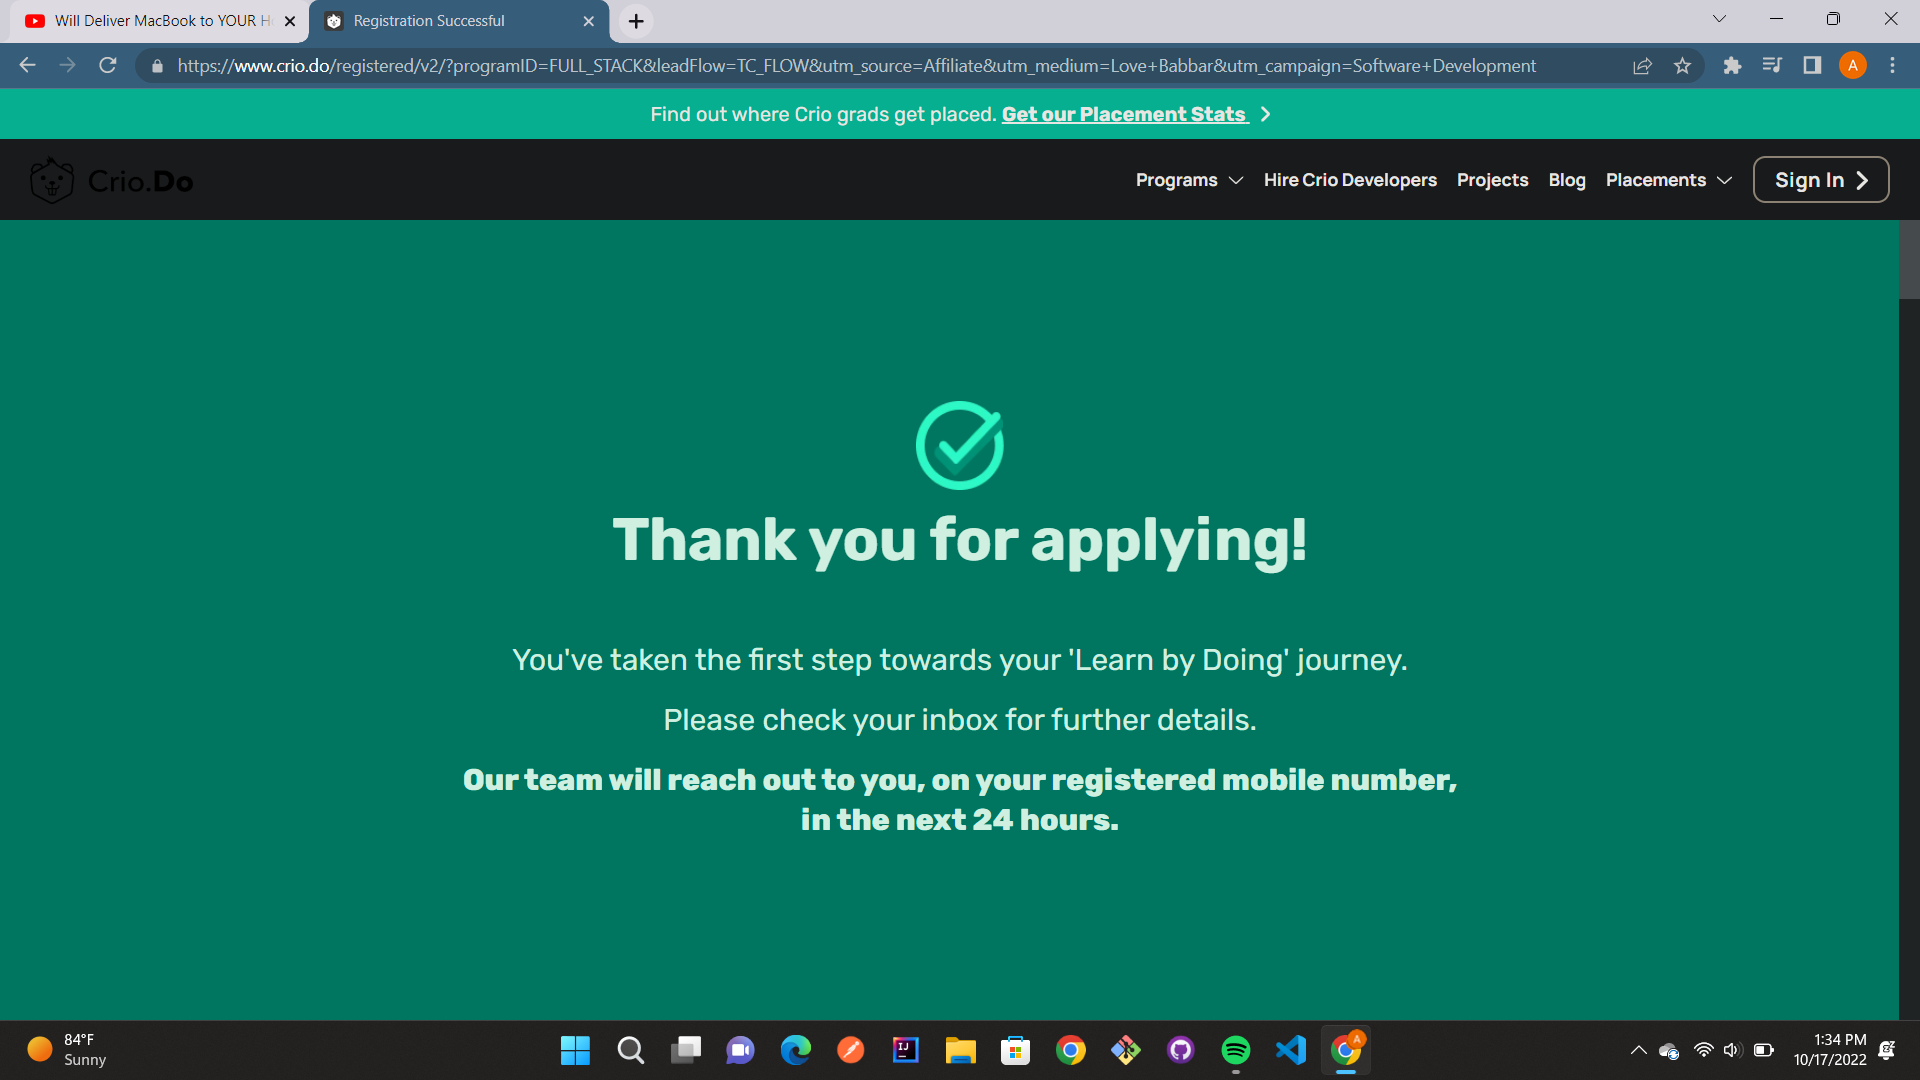 Will Deliver MacBook to YOUR H
Registration Successful
https://www.crio.do/registered/v2/?programID=FULL_STACK&leadFlow=TC_FLOW&utm_source=Affiliate&utm_medium=Love+Babbar&utm_campaign=Software+Development
A
Find out where Crio grads get placed. Get our Placement Stats
Crio.Do
Programs
Hire Crio Developers
Projects
Blog
Placements
Sign In
Thank you for applying!
You've taken the first step towards your 'Learn by Doing' journey.
Please check your inbox for further details.
Our team will reach out to you, on your registered mobile number,
in the next 24 hours.
84°F
Sunny
IJ
A
1:34 PM
10/17/2022